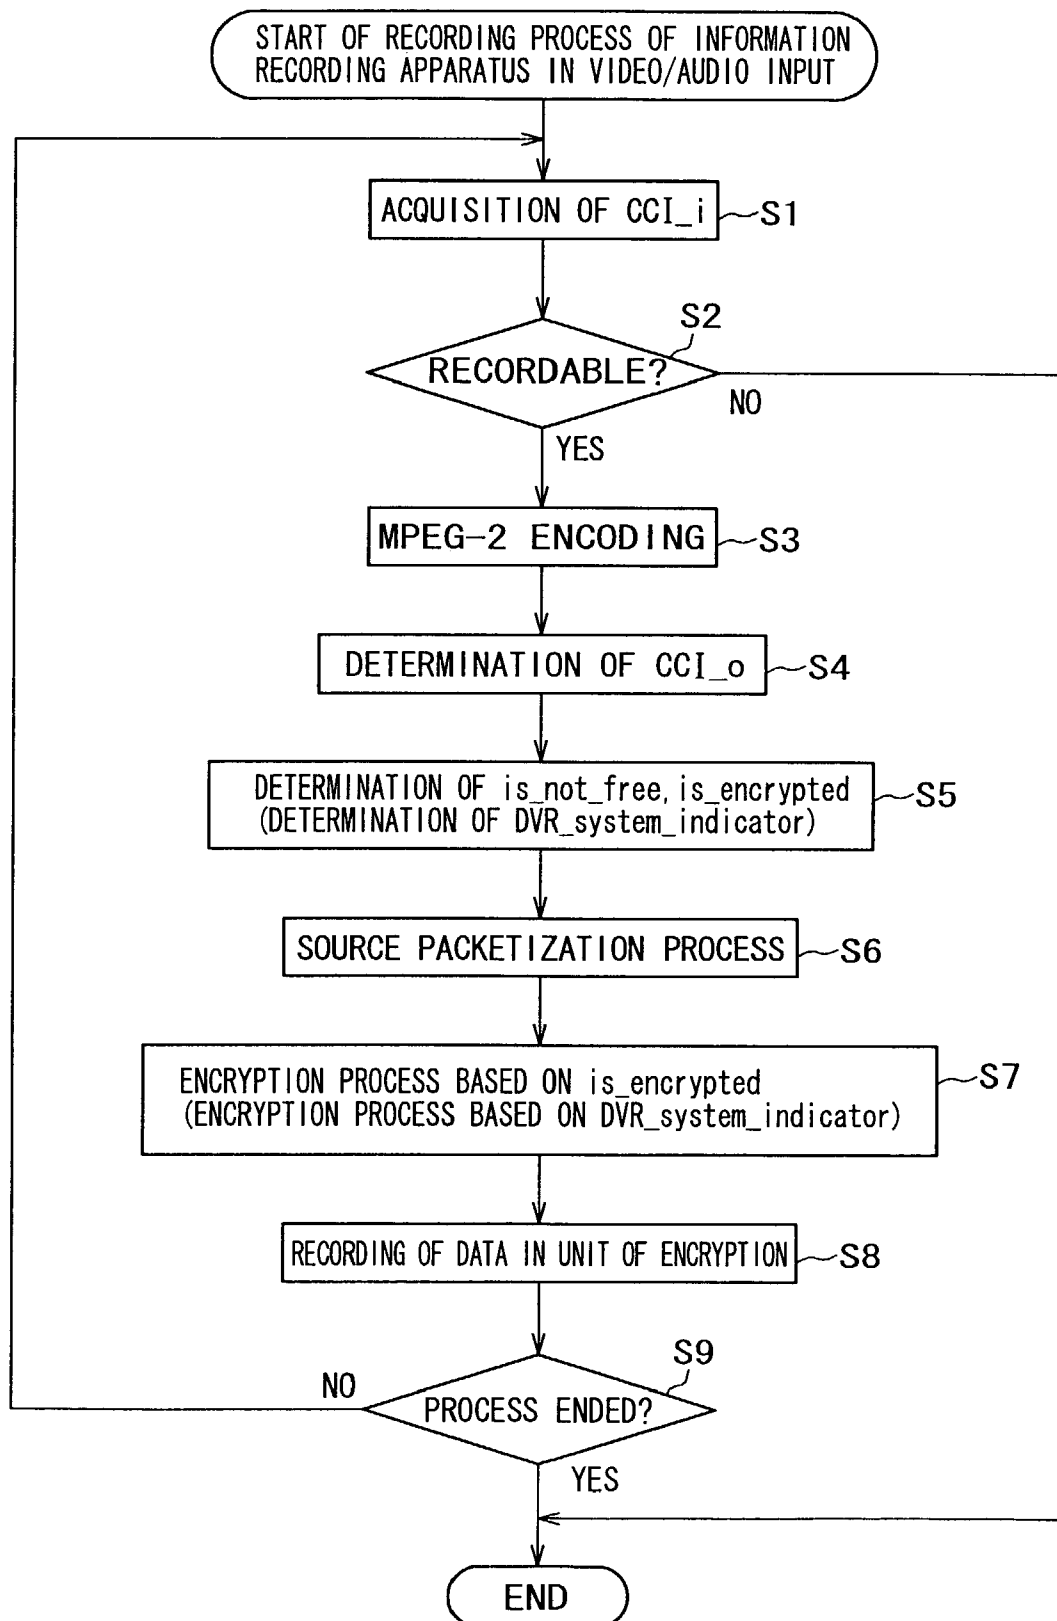 START OF RECORDING PROCESS OF INFORMATION
RECORDING APPARATUS IN VIDEO/AUDIO INPUT
ACQUISITION OF CCI_i
S1
S2
RECORDABLE?
NO
YES
MPEG-2 ENCODING
S3
DETERMINATION OF CCI_o
S4
DETERMINATION OF is_not_free, is_encrypted
(DETERMINATION OF DVR_system_indicator)
S5
SOURCE PACKETIZATION PROCESS
S6
ENCRYPTION PROCESS BASED ON is_encrypted
(ENCRYPTION PROCESS BASED ON DVR_system_indicator)
S7
RECORDING OF DATA IN UNIT OF ENCRYPTION
S8
S9
NO
PROCESS ENDED?
YES
END